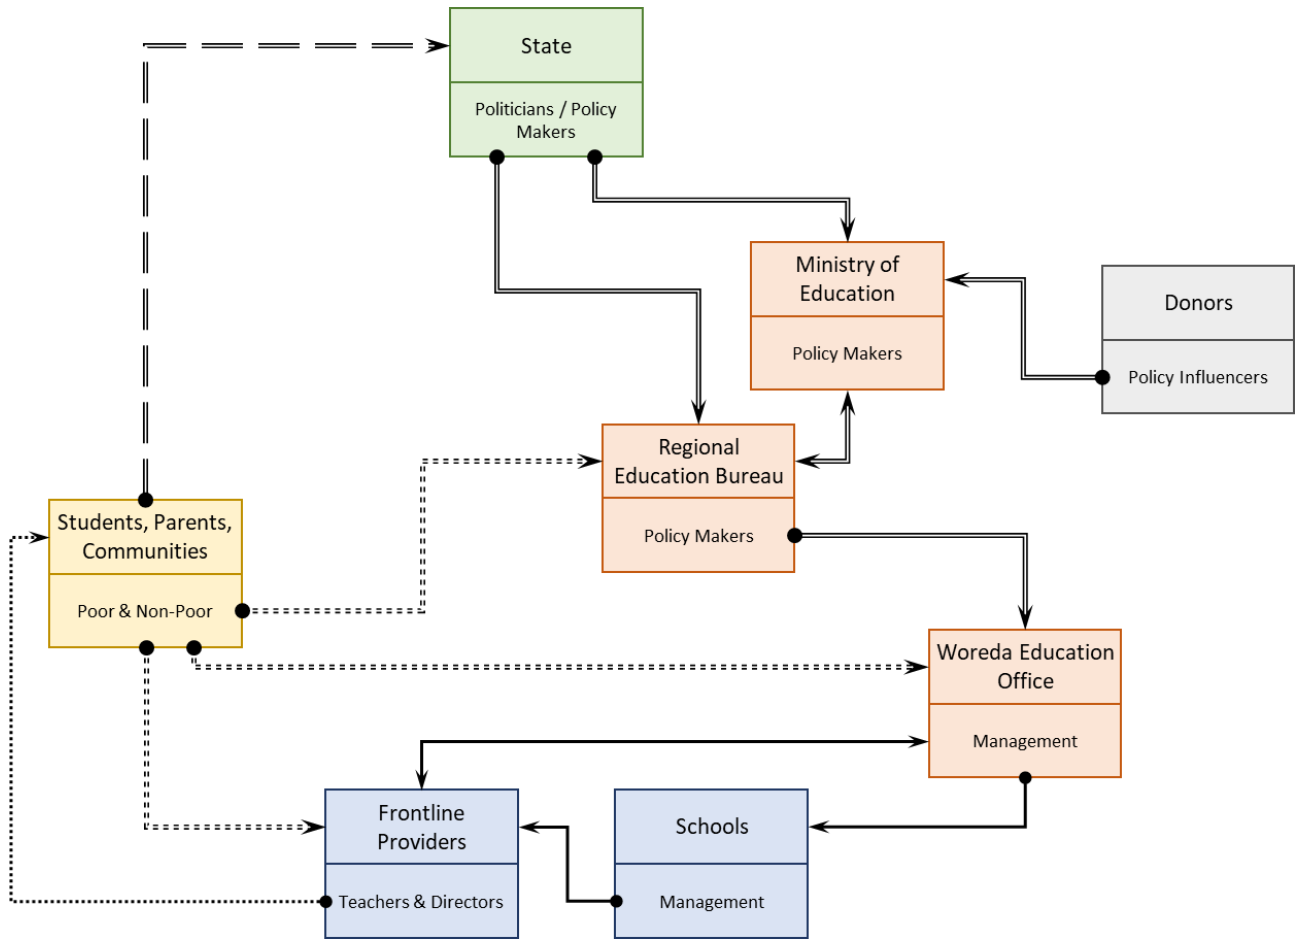 State
Politicians / Policy
Makers
Ministry of
Education
Policy Makers
Donors
Policy Influencers
Regional
Education Bureau
Policy Makers
Students, Parents,
Communities
Poor & Non-Poor
Woreda Education
Office
Management
Frontline
Providers
Teachers & Directors
Schools
Management